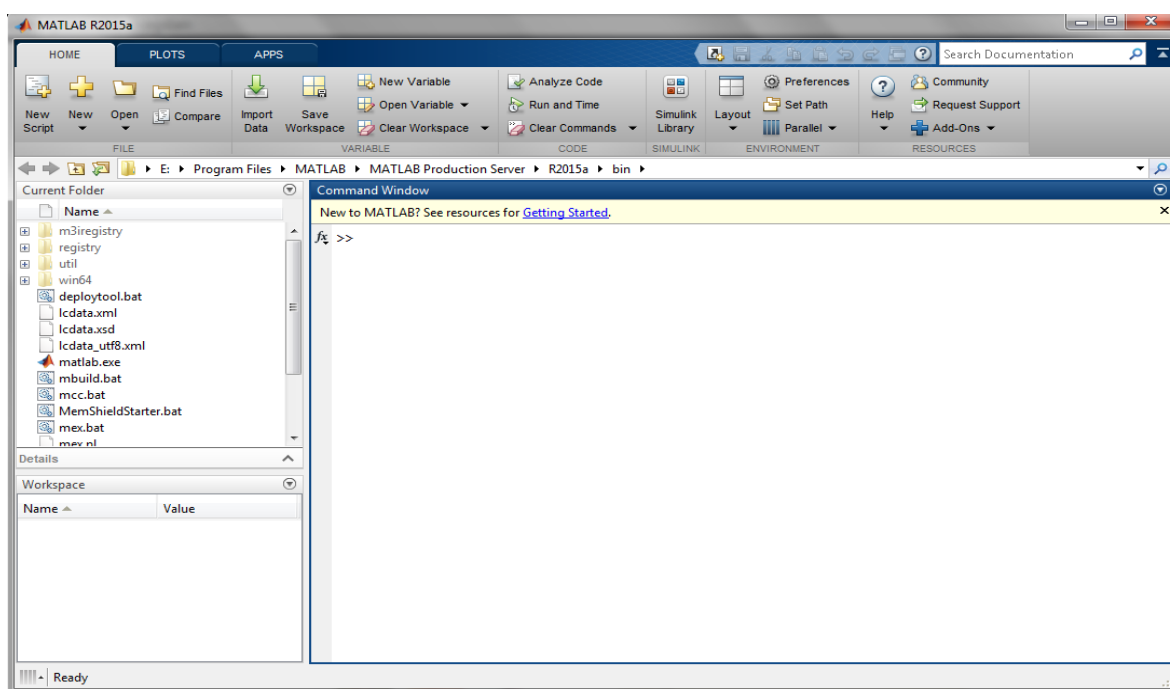 MATLAB R2015a
HOME PLOTS APPS
Search Documentation
New Script
New
Open
Find Files
Compare
Import Data
Save Workspace
New Variable
Open Variable
Clear Workspace
Analyze Code
Run and Time
Clear Commands
Simulink Library
Layout
Preferences
Set Path
Parallel
Help
Community
Request Support
Add-Ons
FILE VARIABLE CODE SIMULINK ENVIRONMENT RESOURCES
E: Program Files MATLAB MATLAB Production Server R2015a bin
Current Folder
Name
m3iregistry
registry
util
win64
deploytool.bat
lcdata.xml
lcdata.xsd
lcdata_utf8.xml
matlab.exe
mbuild.bat
mcc.bat
MemShieldStarter.bat
mex.bat
mex.pl
Details
Workspace
Name Value
Command Window
New to MATLAB? See resources for Getting Started.
fx >>
Ready